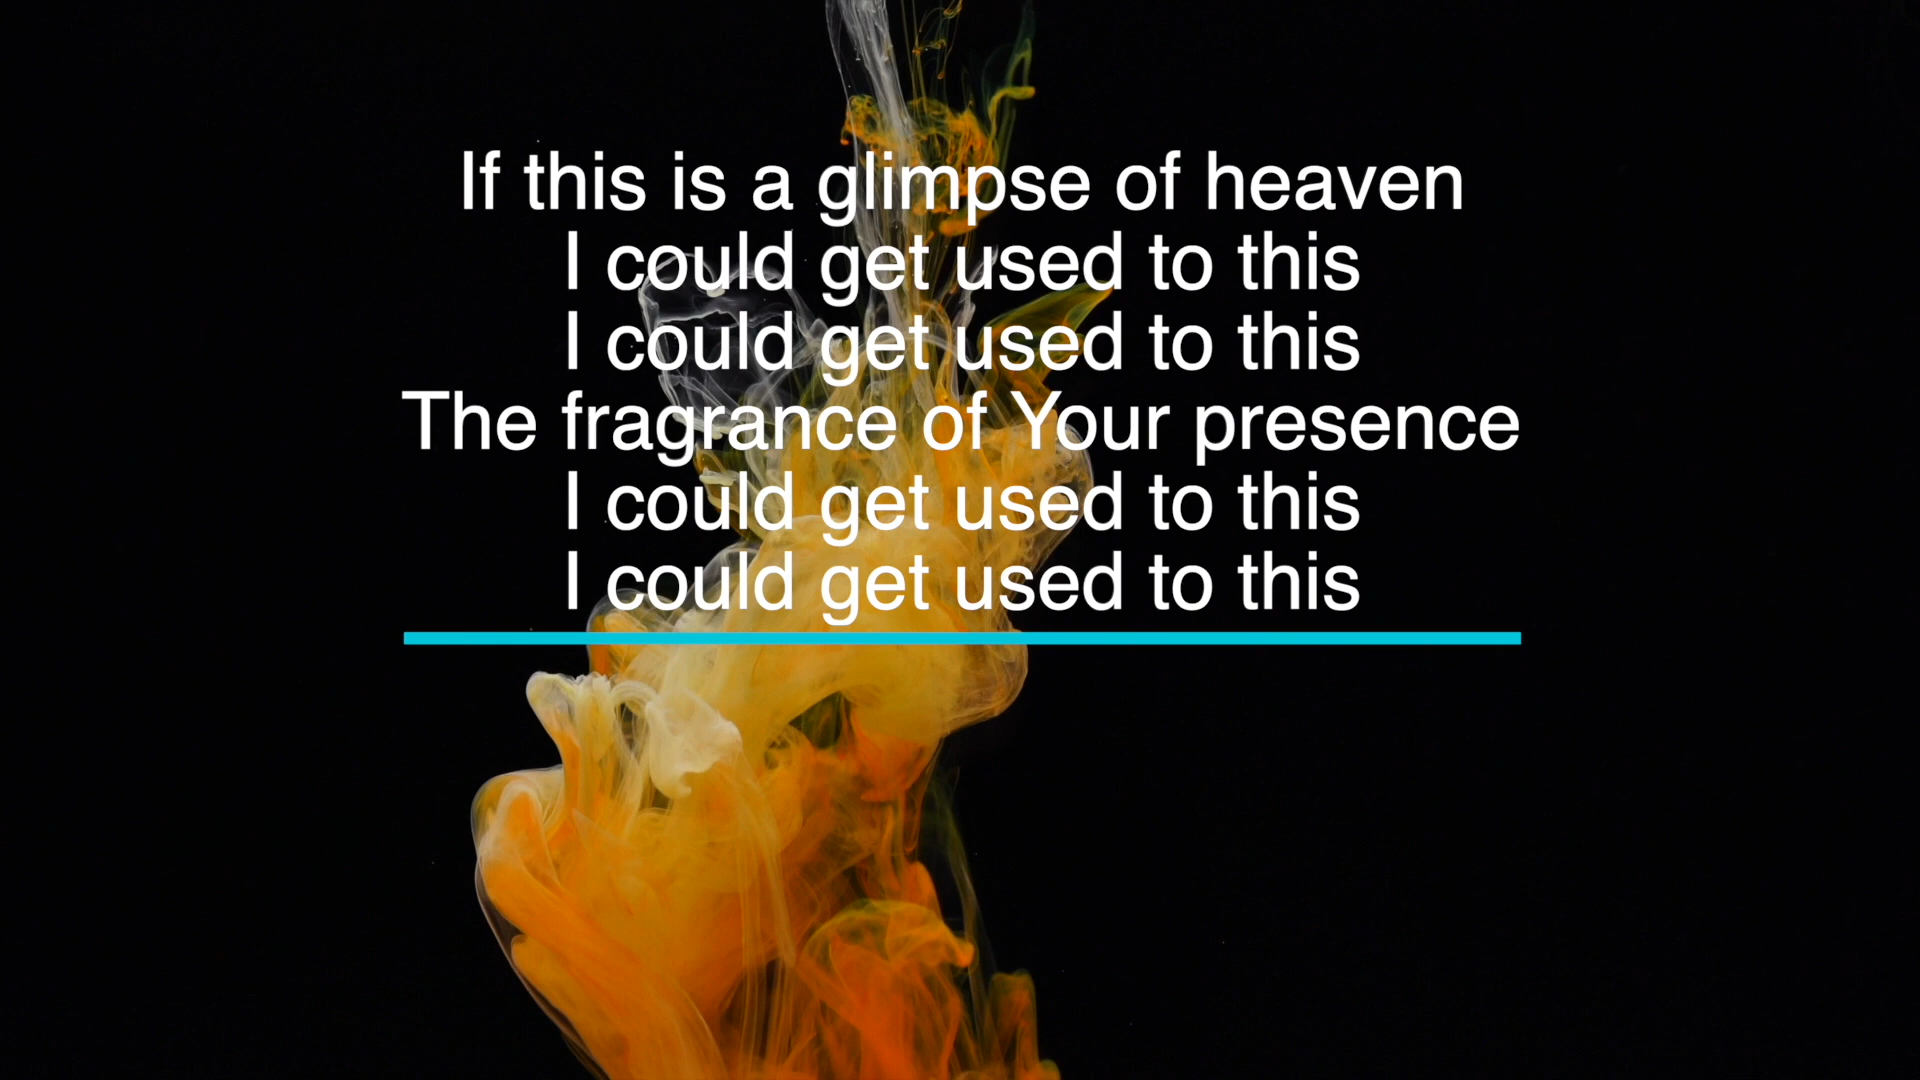 If this is a glimpse of heaven
I could get used to this
I could get used to this
The fragrance of Your presence
I could get used to this
I could get used to this